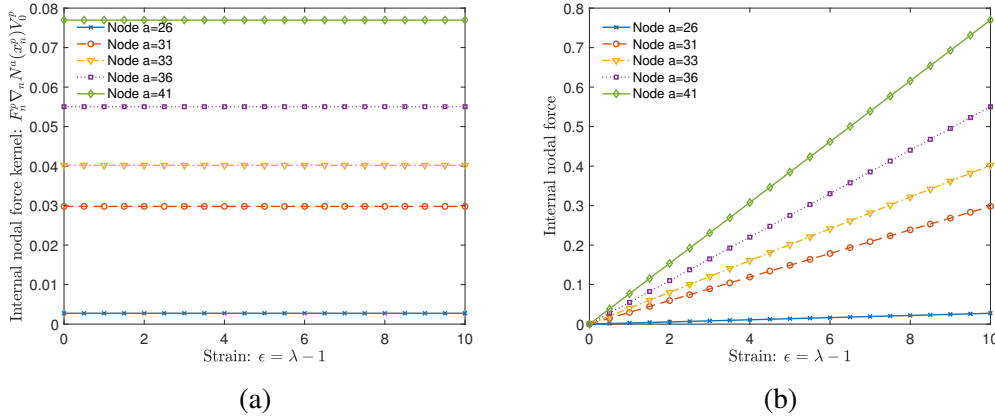 Internal nodal force kernel: $F_n^p \nabla_n N^a(x_n^p)V_0^p$
0.08
0.07
0.06
0.05
0.04
0.03
0.02
0.01
0
Node a=26
Node a=31
Node a=33
Node a=36
Node a=41
0 2 4 6 8 10
Strain: ϵ = λ − 1
(a)
Internal nodal force
0.8
0.7
0.6
0.5
0.4
0.3
0.2
0.1
0.0
Node a=26
Node a=31
Node a=33
Node a=36
Node a=41
0 2 4 6 8 10
Strain: ϵ = λ − 1
(b)